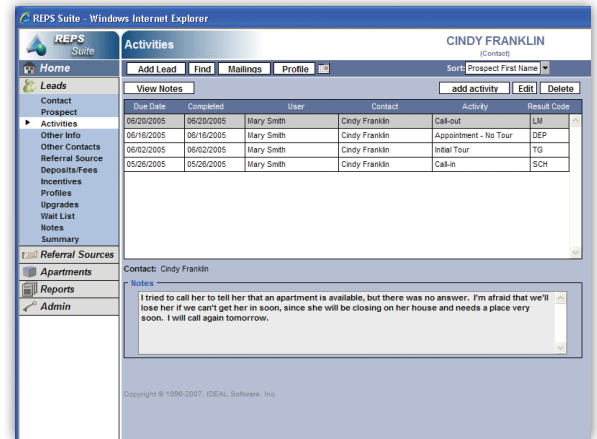 REPS Suite - Windows Internet Explorer
REPS
Suite
Activities
CINDY FRANKLIN
(Contact)
Home
Add Lead Find Mailings Profile
Sort: Prospect First Name
Leads
View Notes
add activity Edit Delete
Contact
Prospect
Activities
Other Info
Other Contacts
Referral Source
Deposits/Fees
Incentives
Profiles
Upgrades
Wait List
Notes
Summary
Referral Sources
Apartments
Reports
Admin
Due Date Completed User Contact Activity Result Code
06/20/2005 06/20/2005 Mary Smith Cindy Franklin Call-out LM
06/16/2005 06/16/2005 Mary Smith Cindy Franklin Appointment - No Tour DEP
06/02/2005 06/02/2005 Mary Smith Cindy Franklin Initial Tour TG
05/26/2005 05/26/2005 Mary Smith Cindy Franklin Call-in SCH
Contact: Cindy Franklin
Notes
I tried to call her to tell her that an apartment is available, but there was no answer. I'm afraid that we'll
lose her if we can't get her in soon, since she will be closing on her house and needs a place very
soon. I will call again tomorrow.
Copyright © 1996-2007, IDEAL Software, Inc.